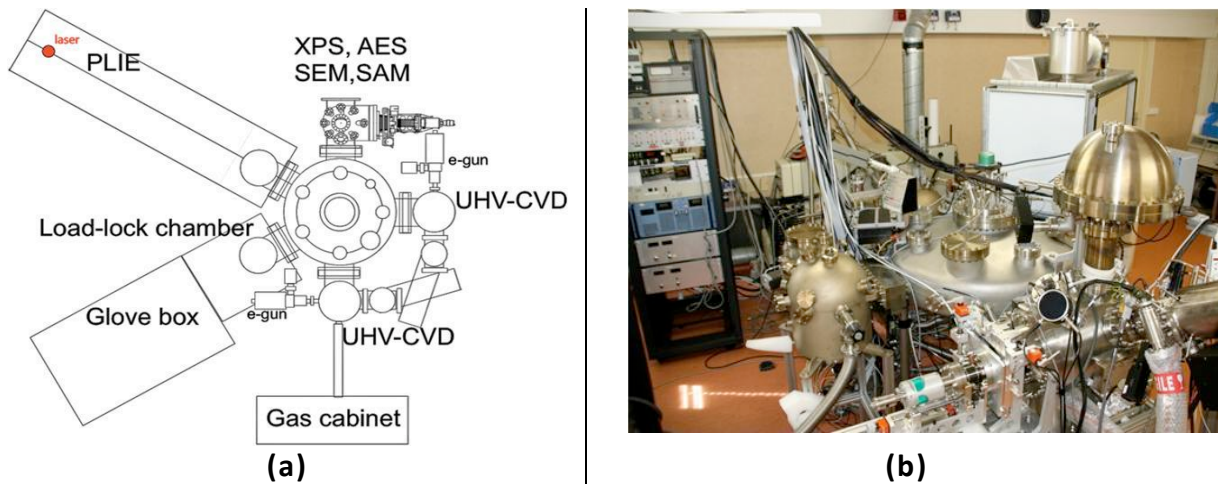 laser
PLIE
XPS, AES
SEM,SAM
e-gun
UHV-CVD
Load-lock chamber
Glove box
e-gun
UHV-CVD
Gas cabinet
(a)
(b)